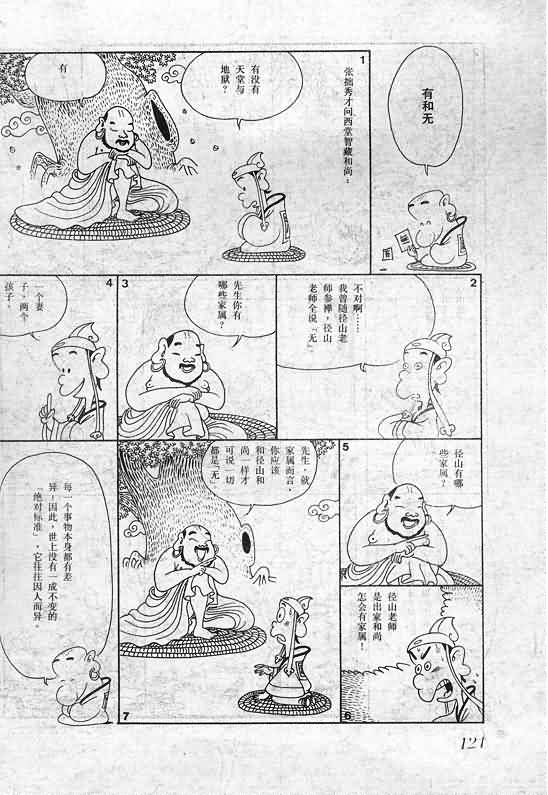 有和无
1
张拙秀才问西堂智藏和尚：
有没有
天堂与
地狱？
有
2
不对啊……
我曾随径山老
师参禅，径山
老师全说「无」
3
先生你有
哪些家属？
4
一个妻
子，两个
孩子。
5
径山有哪
些家属？
6
径山老师
是出家和尚
怎会有家属！
7
先生，就
家属而言，
你应该
和径山和
尚一样才
可说一切
都是「无」
每一个事物本身都有差
异！因此，世上没有一成不变的
「绝对标准」，它往往因人而异。
121